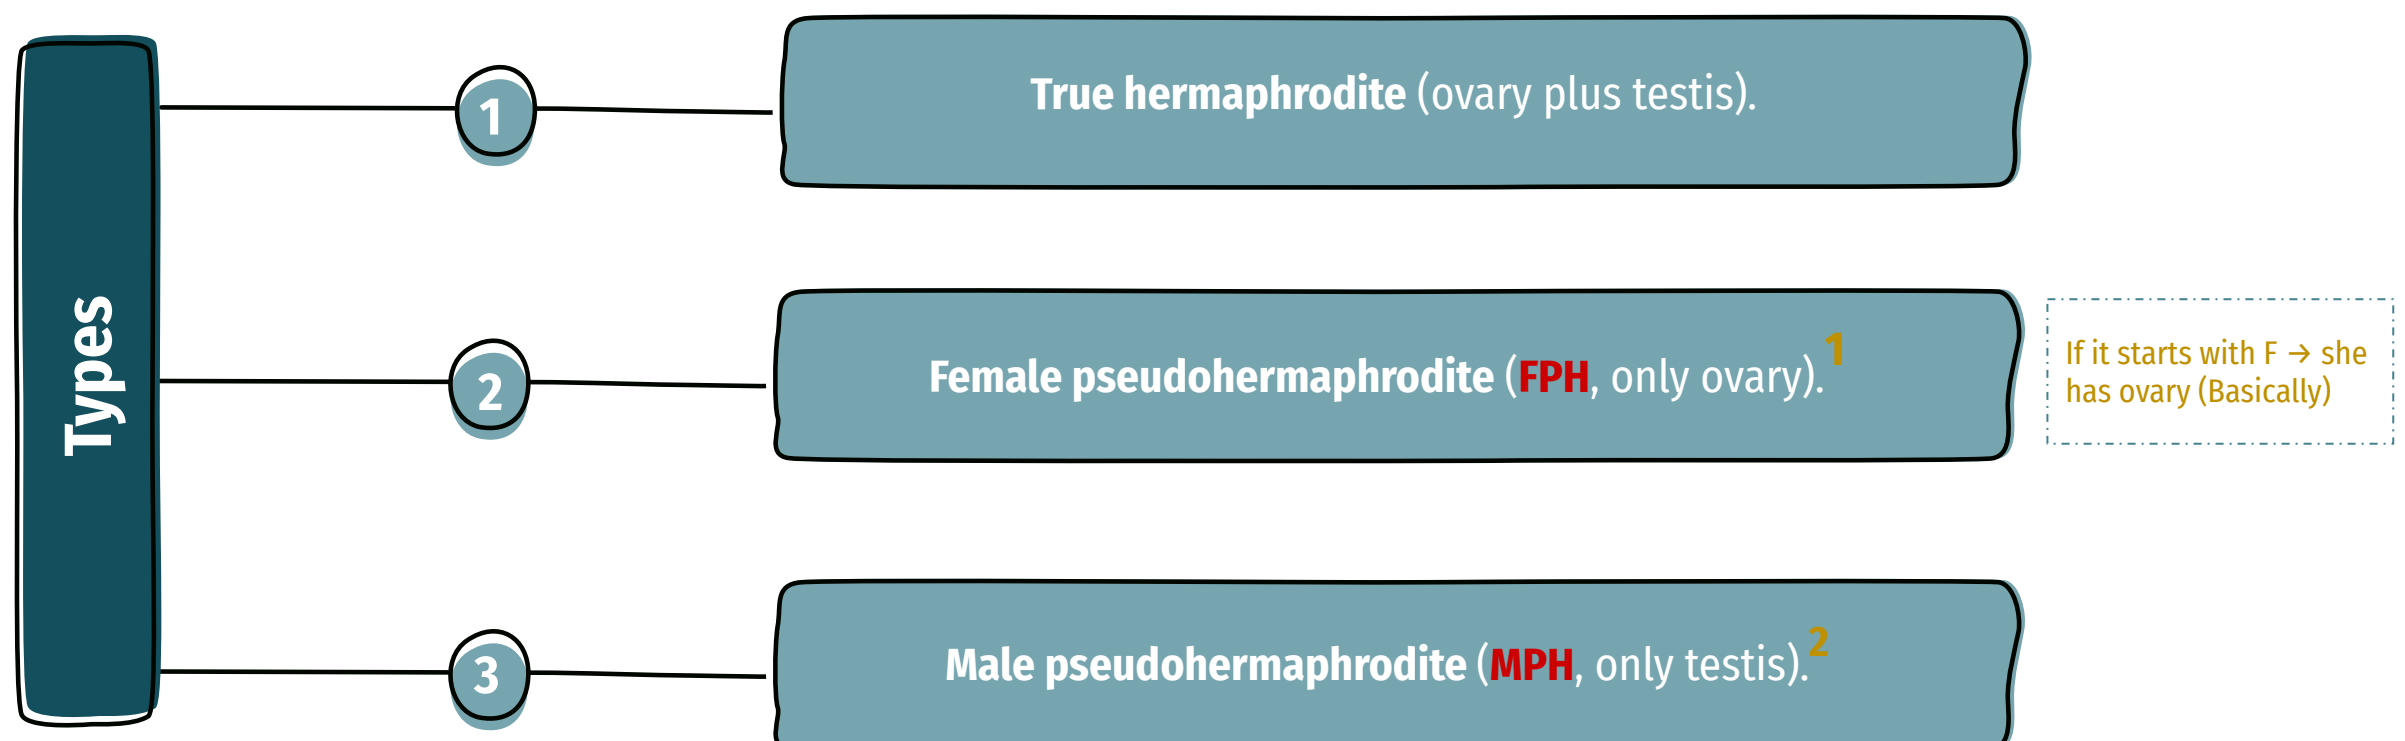 Types
1
True hermaphrodite (ovary plus testis).
2
Female pseudohermaphrodite (FPH, only ovary).1
If it starts with F → she
has ovary (Basically)
3
Male pseudohermaphrodite (MPH, only testis).2